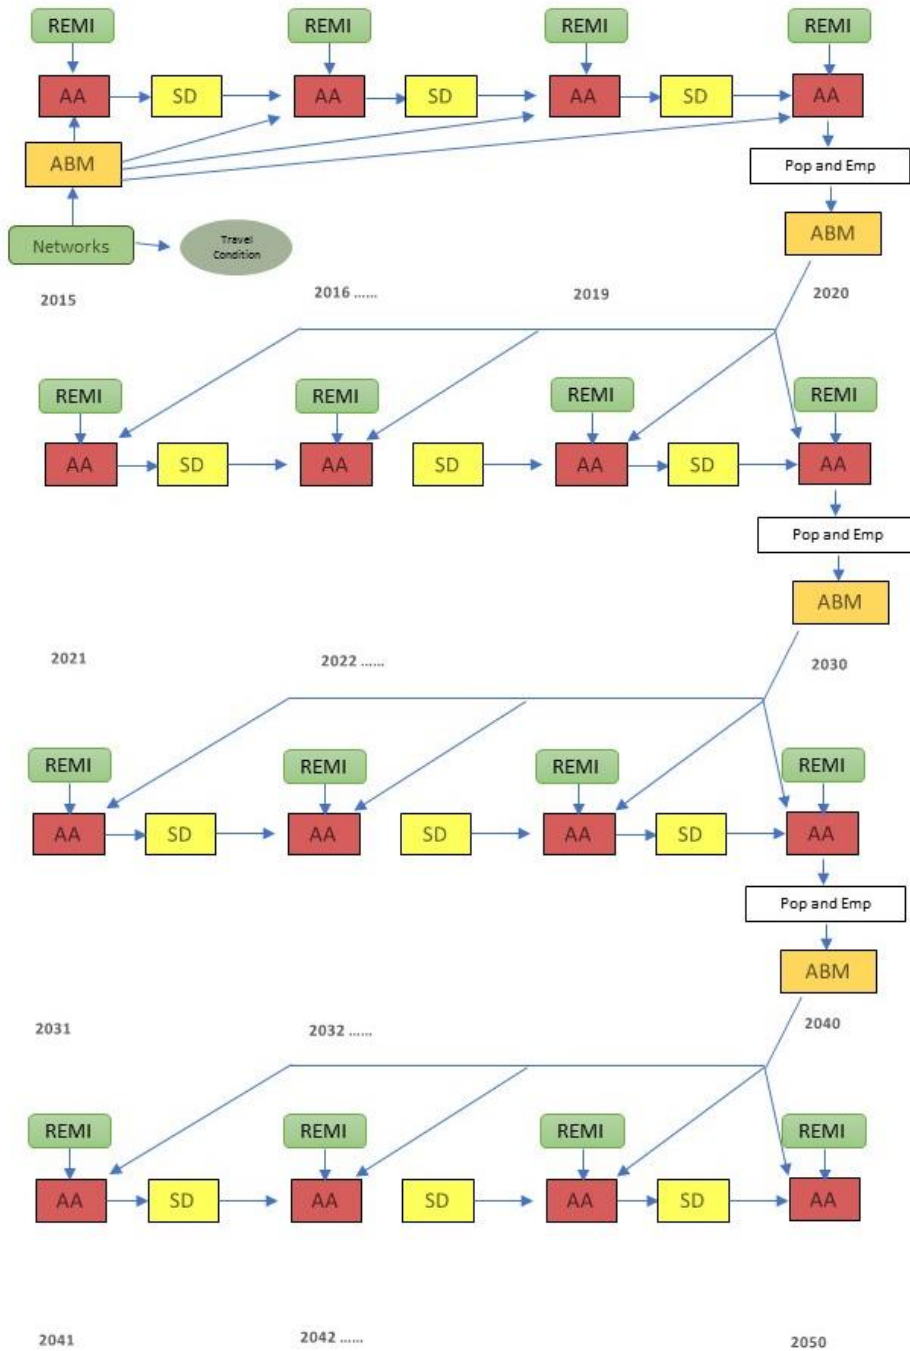 REMI REMI REMI REMI
AA SD AA SD AA SD AA
ABM Pop and Emp
Networks Travel
Condition ABM
2015 2016 ...... 2019 2020
REMI REMI REMI REMI
AA SD AA SD AA SD AA
Pop and Emp
ABM
2021 2022 ...... 2030
REMI REMI REMI REMI
AA SD AA SD AA SD AA
Pop and Emp
ABM
2031 2032 ...... 2040
REMI REMI REMI REMI
AA SD AA SD AA SD AA
2041 2042 ...... 2050